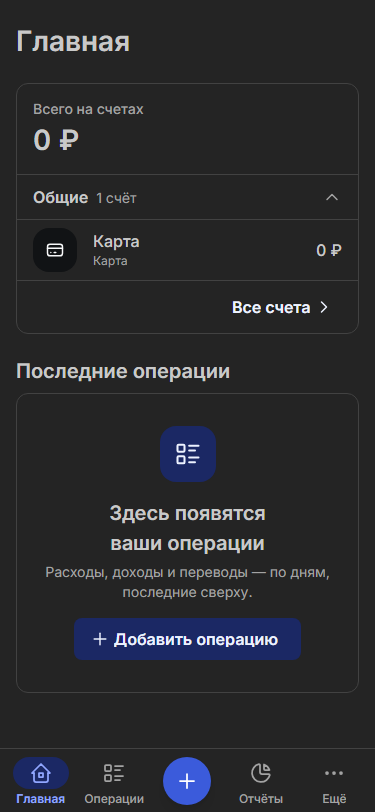 Главная
Всего на счетах
0 ₽
Общие 1 счёт
Карта
Карта
0 ₽
Все счета
Последние операции
Здесь появятся
ваши операции
Расходы, доходы и переводы — по дням,
последние сверху.
Добавить операцию
Главная
Операции
Отчёты
Ещё